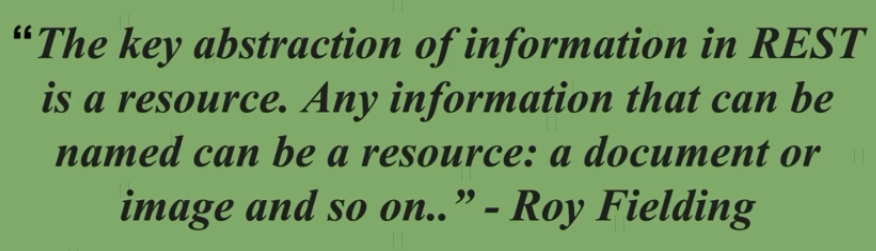 “The key abstraction of information in REST
is a resource. Any information that can be
named can be a resource: a document or
image and so on..” - Roy Fielding